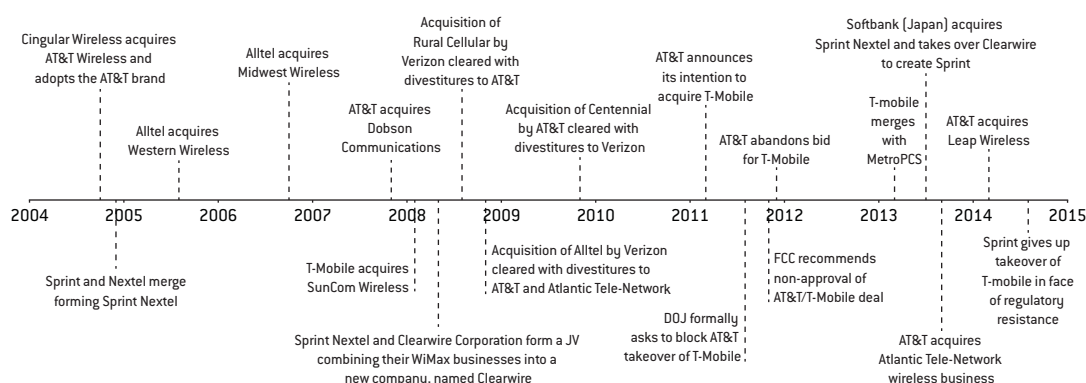 Cingular Wireless acquires
AT&T Wireless and
adopts the AT&T brand
Alltel acquires
Western Wireless
Alltel acquires
Midwest Wireless
AT&T acquires
Dobson
Communications
Acquisition of
Rural Cellular by
Verizon cleared with
divestitures to AT&T
Acquisition of Centennial
by AT&T cleared with
divestitures to Verizon
AT&T announces
its intention to
acquire T-Mobile
AT&T abandons bid
for T-Mobile
Softbank (Japan) acquires
Sprint Nextel and takes over Clearwire
to create Sprint
T-mobile
merges
with
MetroPCS
AT&T acquires
Leap Wireless
2004 2005 2006 2007 2008 2009 2010 2011 2012 2013 2014 2015
Sprint and Nextel merge
forming Sprint Nextel
T-Mobile acquires
SunCom Wireless
Sprint Nextel and Clearwire Corporation form a JV
combining their WiMax businesses into a
new company, named Clearwire
Acquisition of Alltel by Verizon
cleared with divestitures to
AT&T and Atlantic Tele-Network
DOJ formally
asks to block AT&T
takeover of T-Mobile
FCC recommends
non-approval of
AT&T/T-Mobile deal
AT&T acquires
Atlantic Tele-Network
wireless business
Sprint gives up
takeover of
T-mobile in face
of regulatory
resistance